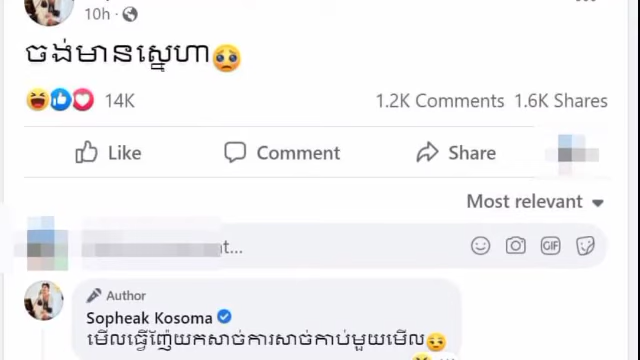 10h ·
ចង់មានស្នេហា🥺
14K 1.2K Comments 1.6K Shares
Like Comment Share
Most relevant
t...
GIF
Author
Sopheak Kosoma
មើលធ្វើញ៉ែយកសាច់ការសាច់កាប់មួយមើល😏